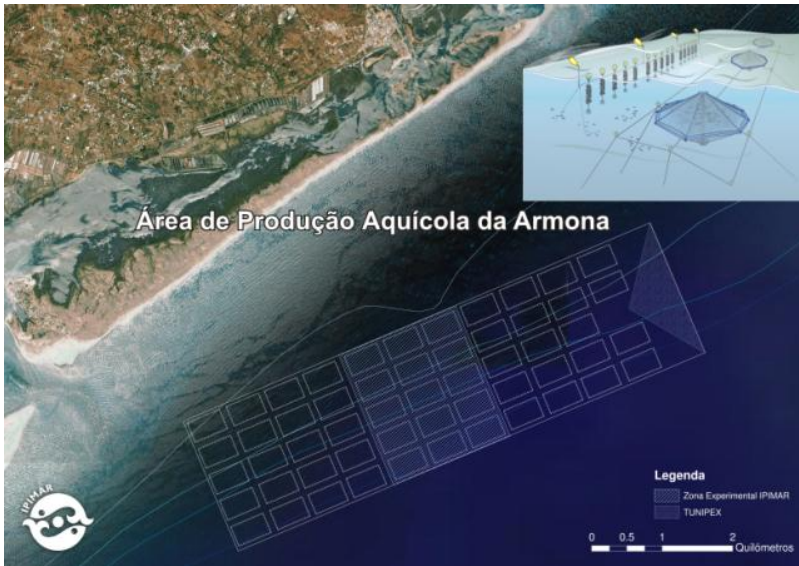 Área de Produção Aquícola da Armona
Legenda
Zona Experimental IPIMAR
TUNIPEX
0 0.5 1 2
Quilómetros
IPIMAR